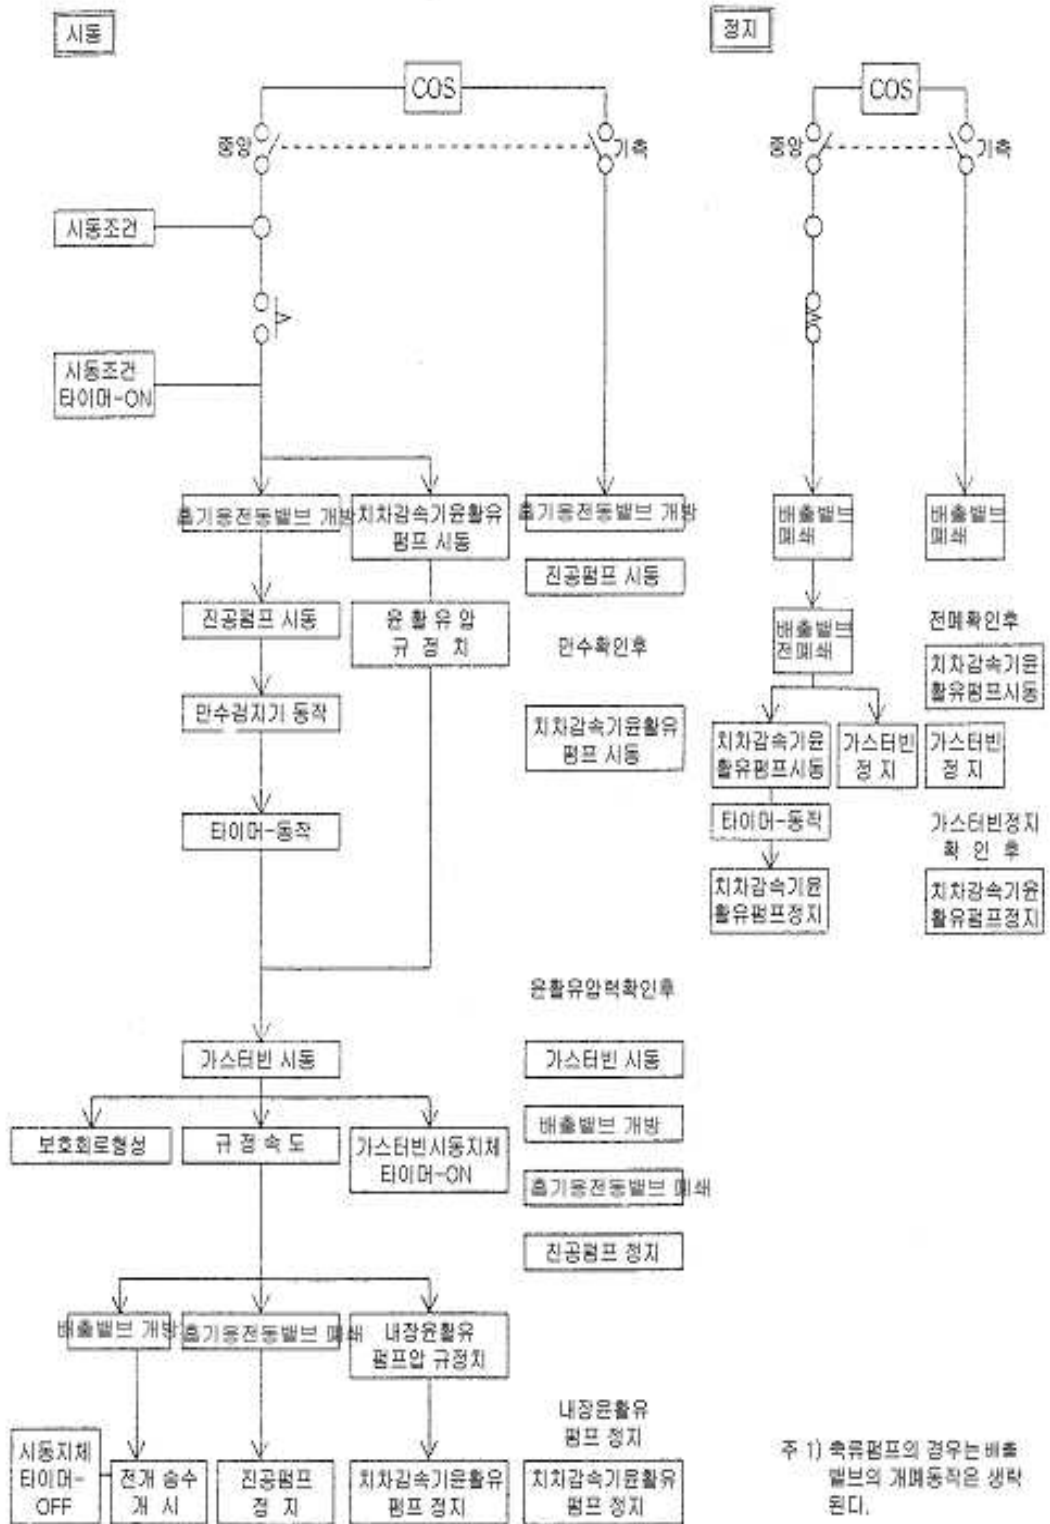 시동
정지
COS
COS
중앙
기측
중앙
기측
시동조건
시동조건
타이머-ON
흡기용전동밸브 개방
치차감속기윤활유
펌프 시동
흡기용전동밸브 개방
배출밸브
폐쇄
배출밸브
폐쇄
진공펌프 시동
진공펌프 시동
윤 활 유 압
규 정 치
만수확인후
배출밸브
전폐쇄
전폐확인후
치차감속기윤
활유펌프시동
만수검지기 동작
치차감속기윤활유
펌프 시동
치차감속기윤
활유펌프시동
가스터빈
정 지
가스터빈
정 지
타이머-동작
타이머-동작
가스터빈정지
확 인 후
치차감속기윤
활유펌프정지
치차감속기윤
활유펌프정지
윤활유압력확인후
가스터빈 시동
가스터빈 시동
배출밸브 개방
보호회로형성
규 정 속 도
가스터빈시동지체
타이머-ON
흡기용전동밸브 폐쇄
진공펌프 정지
배출밸브 개방
흡기용전동밸브 폐쇄
내장윤활유
펌프압 규정치
내장윤활유
펌프 정지
시동지체
타이머-
OFF
전개 송수
개 시
진공펌프
정 지
치차감속기윤활유
펌프 정지
치차감속기윤활유
펌프 정지
주 1) 축류펌프의 경우는 배출
밸브의 개폐동작은 생략
된다.